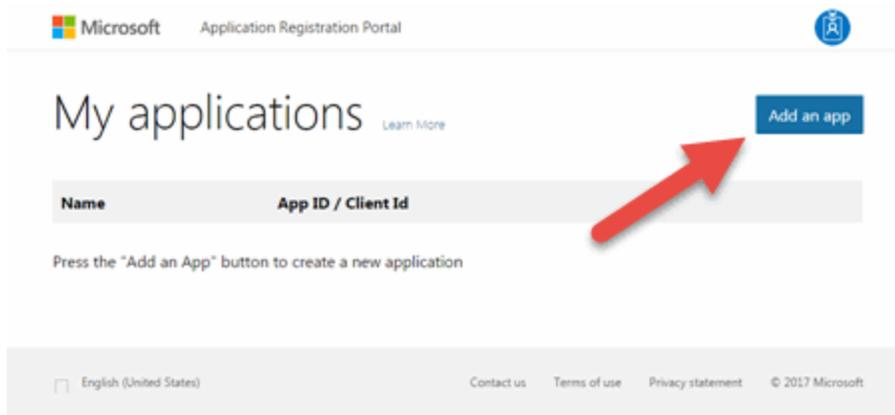 Microsoft Application Registration Portal
My applications Learn More
Add an app
Name App ID / Client Id
Press the "Add an App" button to create a new application
English (United States) Contact us Terms of use Privacy statement © 2017 Microsoft